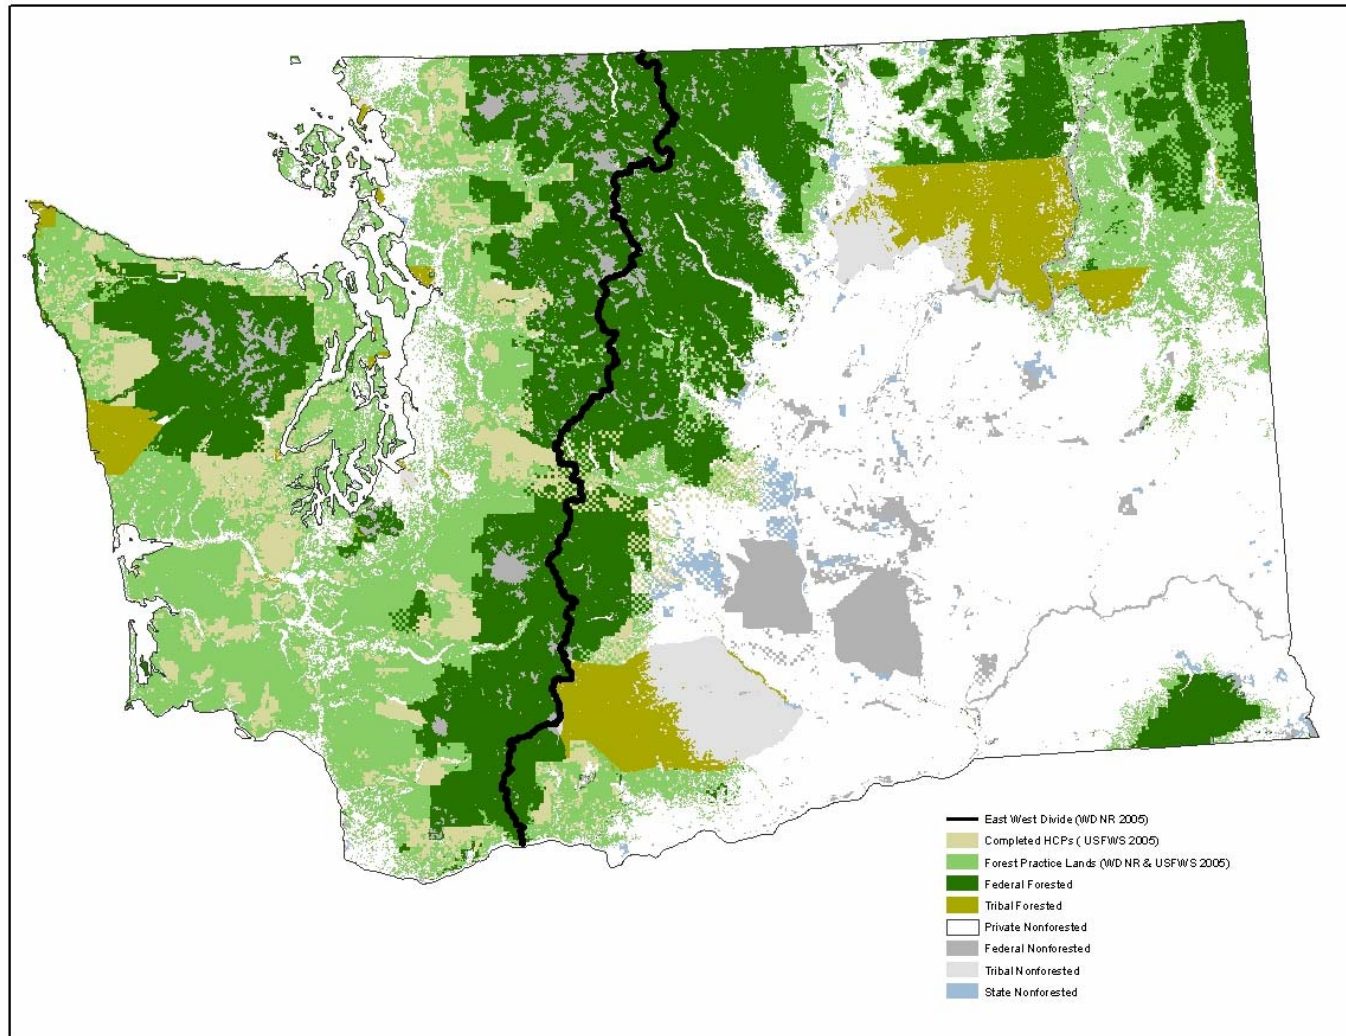 East West Divide (WDNR 2005)
Completed HCPs ( USFWS 2005)
Forest Practice Lands (WDNR & USFWS 2005)
Federal Forested
Tribal Forested
Private Nonforested
Federal Nonforested
Tribal Nonforested
State Nonforested